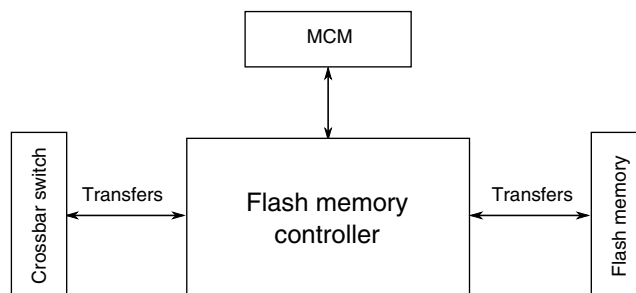 MCM
Crossbar switch
Transfers
Flash memory
controller
Transfers
Flash memory